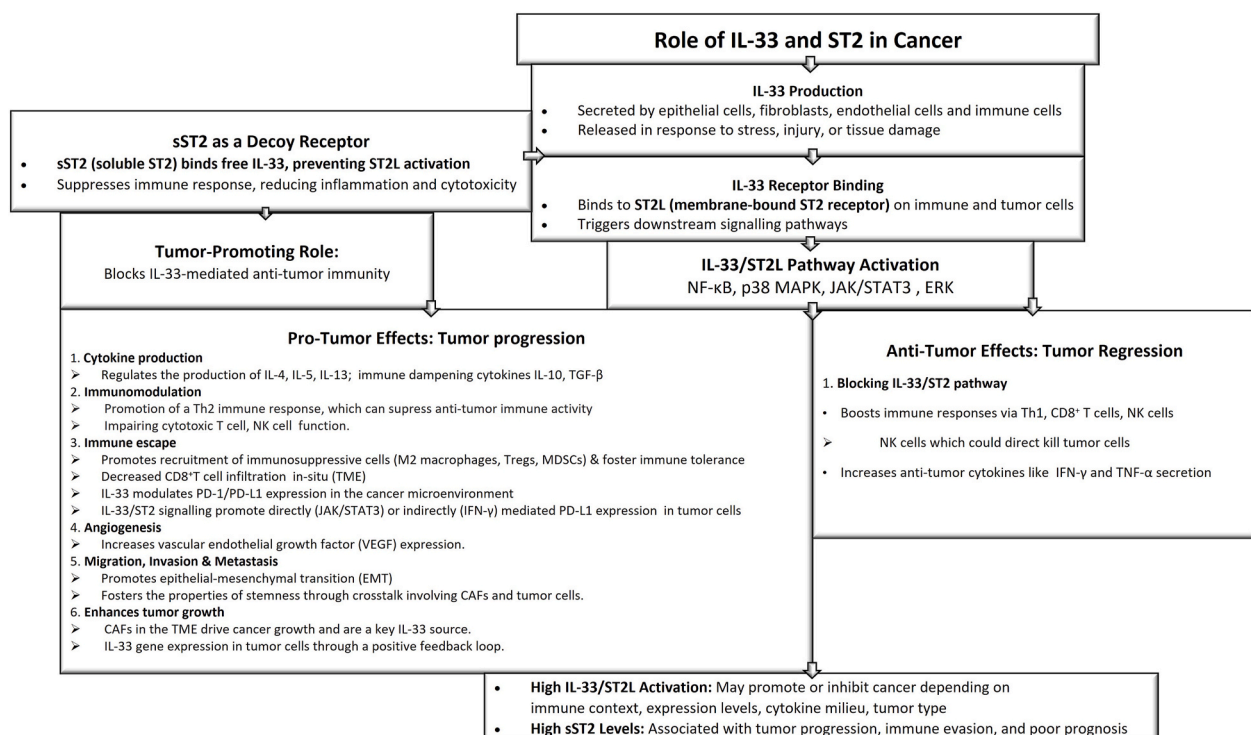 Role of IL-33 and ST2 in Cancer
IL-33 Production
• Secreted by epithelial cells, fibroblasts, endothelial cells and immune cells
• Released in response to stress, injury, or tissue damage
sST2 as a Decoy Receptor
• sST2 (soluble ST2) binds free IL-33, preventing ST2L activation
• Suppresses immune response, reducing inflammation and cytotoxicity
IL-33 Receptor Binding
• Binds to ST2L (membrane-bound ST2 receptor) on immune and tumor cells
• Triggers downstream signalling pathways
Tumor-Promoting Role:
Blocks IL-33-mediated anti-tumor immunity
IL-33/ST2L Pathway Activation
NF-κB, p38 MAPK, JAK/STAT3 , ERK
Pro-Tumor Effects: Tumor progression
1. Cytokine production
➢ Regulates the production of IL-4, IL-5, IL-13; immune dampening cytokines IL-10, TGF-β
2. Immunomodulation
➢ Promotion of a Th2 immune response, which can supress anti-tumor immune activity
➢ Impairing cytotoxic T cell, NK cell function.
3. Immune escape
➢ Promotes recruitment of immunosuppressive cells (M2 macrophages, Tregs, MDSCs) & foster immune tolerance
➢ Decreased CD8⁺T cell infiltration in-situ (TME)
➢ IL-33 modulates PD-1/PD-L1 expression in the cancer microenvironment
➢ IL-33/ST2 signalling promote directly (JAK/STAT3) or indirectly (IFN-γ) mediated PD-L1 expression in tumor cells
4. Angiogenesis
➢ Increases vascular endothelial growth factor (VEGF) expression.
5. Migration, Invasion & Metastasis
➢ Promotes epithelial-mesenchymal transition (EMT)
➢ Fosters the properties of stemness through crosstalk involving CAFs and tumor cells.
6. Enhances tumor growth
➢ CAFs in the TME drive cancer growth and are a key IL-33 source.
➢ IL-33 gene expression in tumor cells through a positive feedback loop.
Anti-Tumor Effects: Tumor Regression
1. Blocking IL-33/ST2 pathway
• Boosts immune responses via Th1, CD8⁺ T cells, NK cells
➢ NK cells which could direct kill tumor cells
• Increases anti-tumor cytokines like IFN-γ and TNF-α secretion
• High IL-33/ST2L Activation: May promote or inhibit cancer depending on
immune context, expression levels, cytokine milieu, tumor type
• High sST2 Levels: Associated with tumor progression, immune evasion, and poor prognosis